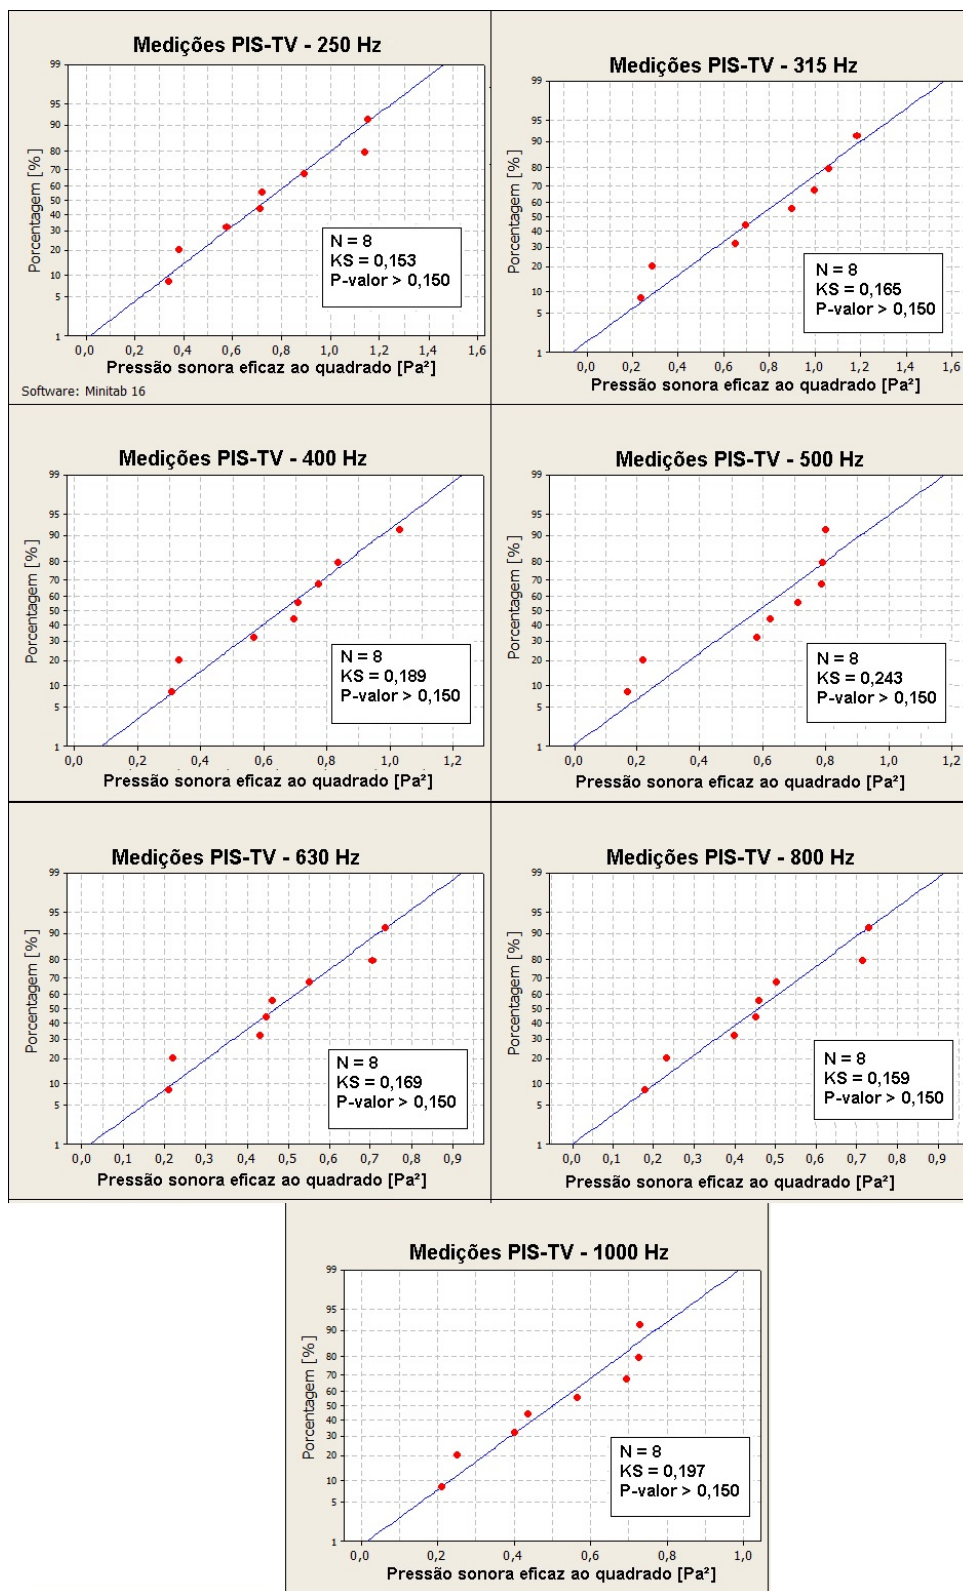 Medições PIS-TV - 250 Hz
Porcentagem [%]
99
95
90
80
70
60
50
40
30
20
10
5
1
N = 8
KS = 0,153
P-valor > 0,150
0,0 0,2 0,4 0,6 0,8 1,0 1,2 1,4 1,6
Pressão sonora eficaz ao quadrado [Pa²]
Software: Minitab 16
Medições PIS-TV - 315 Hz
Porcentagem [%]
99
95
90
80
70
60
50
40
30
20
10
5
1
N = 8
KS = 0,165
P-valor > 0,150
0,0 0,2 0,4 0,6 0,8 1,0 1,2 1,4 1,6
Pressão sonora eficaz ao quadrado [Pa²]
Medições PIS-TV - 400 Hz
Porcentagem [%]
99
95
90
80
70
60
50
40
30
20
10
5
1
N = 8
KS = 0,189
P-valor > 0,150
0,0 0,2 0,4 0,6 0,8 1,0 1,2
Pressão sonora eficaz ao quadrado [Pa²]
Medições PIS-TV - 500 Hz
Porcentagem [%]
99
95
90
80
70
60
50
40
30
20
10
5
1
N = 8
KS = 0,243
P-valor > 0,150
0,0 0,2 0,4 0,6 0,8 1,0 1,2
Pressão sonora eficaz ao quadrado [Pa²]
Medições PIS-TV - 630 Hz
Porcentagem [%]
99
95
90
80
70
60
50
40
30
20
10
5
1
N = 8
KS = 0,169
P-valor > 0,150
0,0 0,1 0,2 0,3 0,4 0,5 0,6 0,7 0,8 0,9
Pressão sonora eficaz ao quadrado [Pa²]
Medições PIS-TV - 800 Hz
Porcentagem [%]
99
95
90
80
70
60
50
40
30
20
10
5
1
N = 8
KS = 0,159
P-valor > 0,150
0,0 0,1 0,2 0,3 0,4 0,5 0,6 0,7 0,8 0,9
Pressão sonora eficaz ao quadrado [Pa²]
Medições PIS-TV - 1000 Hz
Porcentagem [%]
99
95
90
80
70
60
50
40
30
20
10
5
1
N = 8
KS = 0,197
P-valor > 0,150
0,0 0,2 0,4 0,6 0,8 1,0
Pressão sonora eficaz ao quadrado [Pa²]